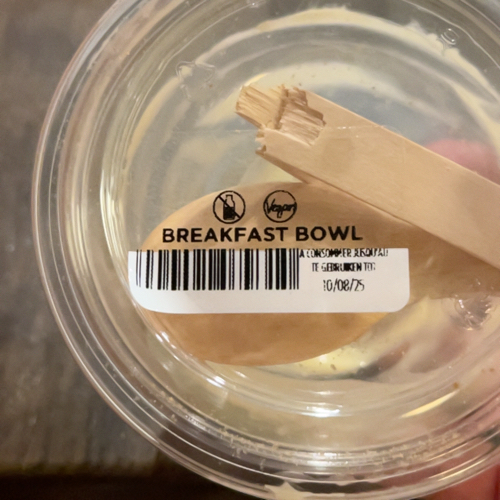 Vegan
BREAKFAST BOWL
A CONSOMMER JUSQU'AU
TE GEBRUIKEN TOT
10/08/25